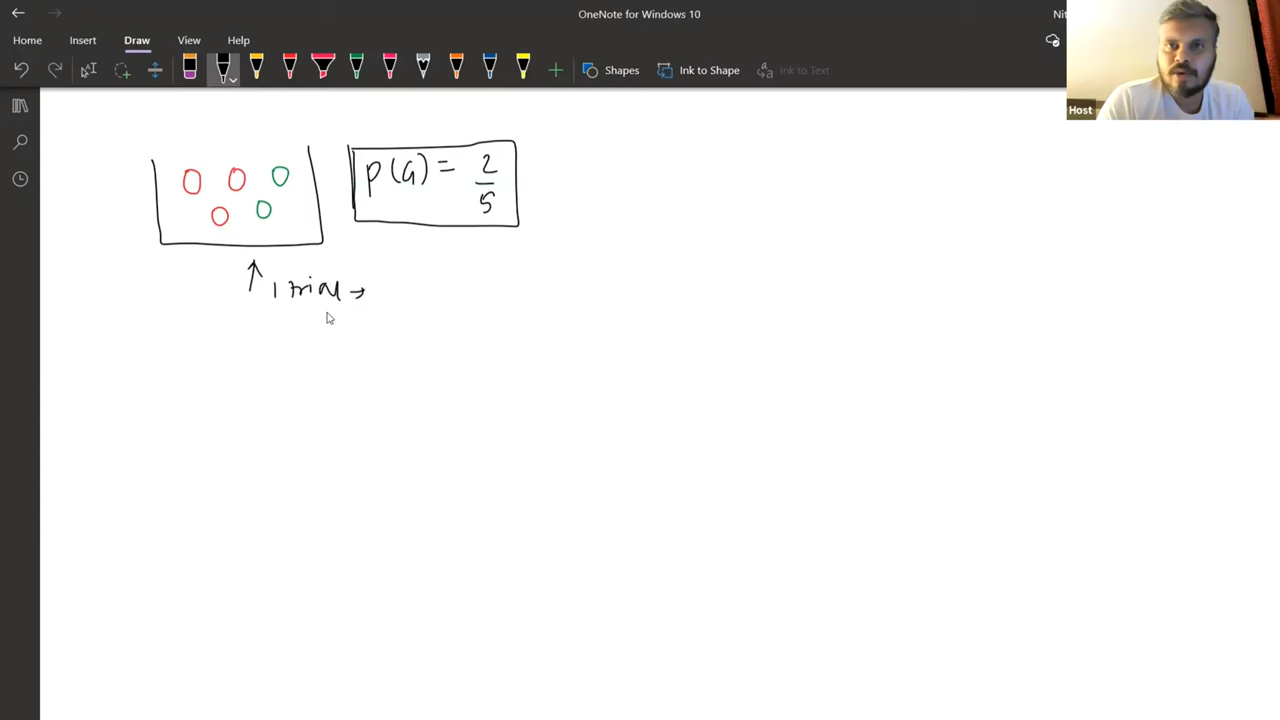 OneNote for Windows 10
Nit
Home Insert Draw View Help
Shapes Ink to Shape Ink to Text
Host
P(G) = 2/5
1 trial →